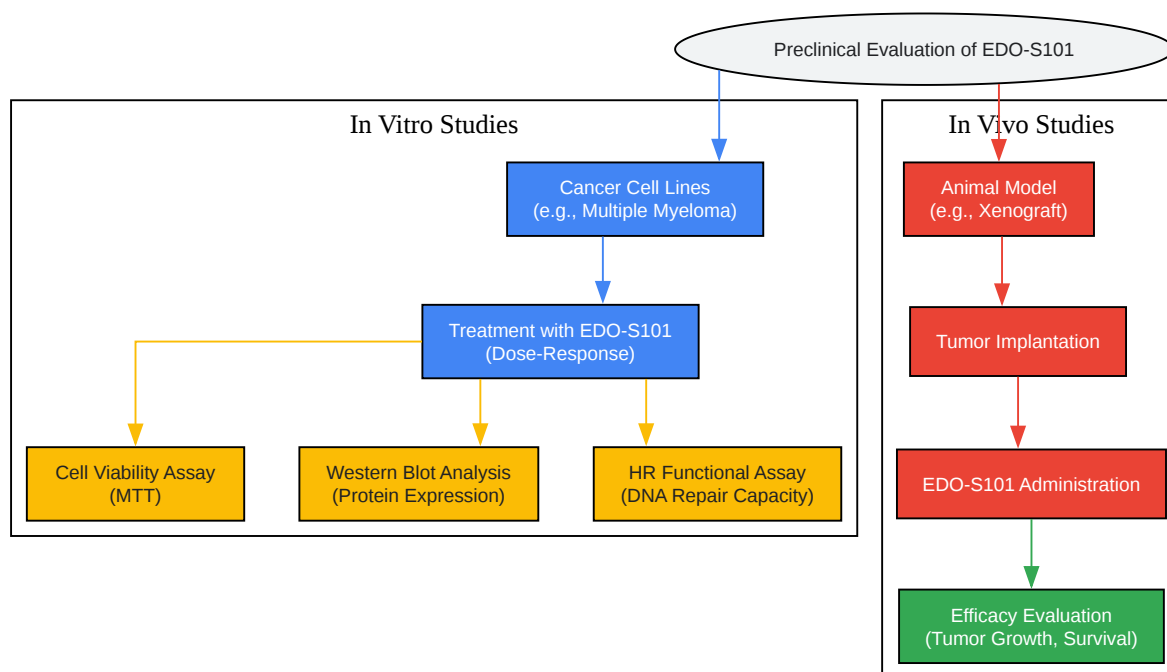 Preclinical Evaluation of EDO-S101
In Vitro Studies
Cancer Cell Lines
(e.g., Multiple Myeloma)
Treatment with EDO-S101
(Dose-Response)
Cell Viability Assay
(MTT)
Western Blot Analysis
(Protein Expression)
HR Functional Assay
(DNA Repair Capacity)
In Vivo Studies
Animal Model
(e.g., Xenograft)
Tumor Implantation
EDO-S101 Administration
Efficacy Evaluation
(Tumor Growth, Survival)